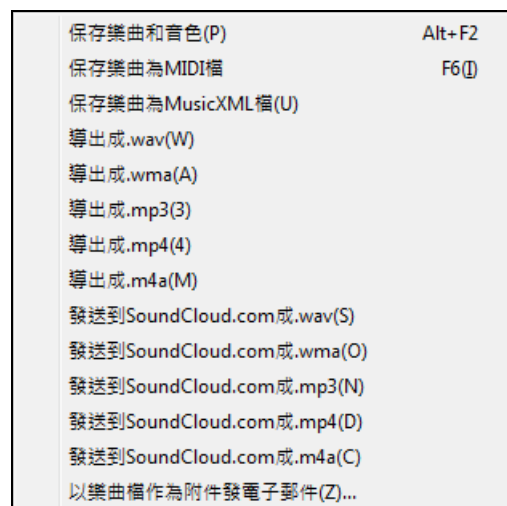 保存樂曲和音色(P) Alt+F2
保存樂曲為MIDI檔 F6(I)
保存樂曲為MusicXML檔(U)
導出成.wav(W)
導出成.wma(A)
導出成.mp3(3)
導出成.mp4(4)
導出成.m4a(M)
發送到SoundCloud.com成.wav(S)
發送到SoundCloud.com成.wma(O)
發送到SoundCloud.com成.mp3(N)
發送到SoundCloud.com成.mp4(D)
發送到SoundCloud.com成.m4a(C)
以樂曲檔作為附件發電子郵件(Z)...